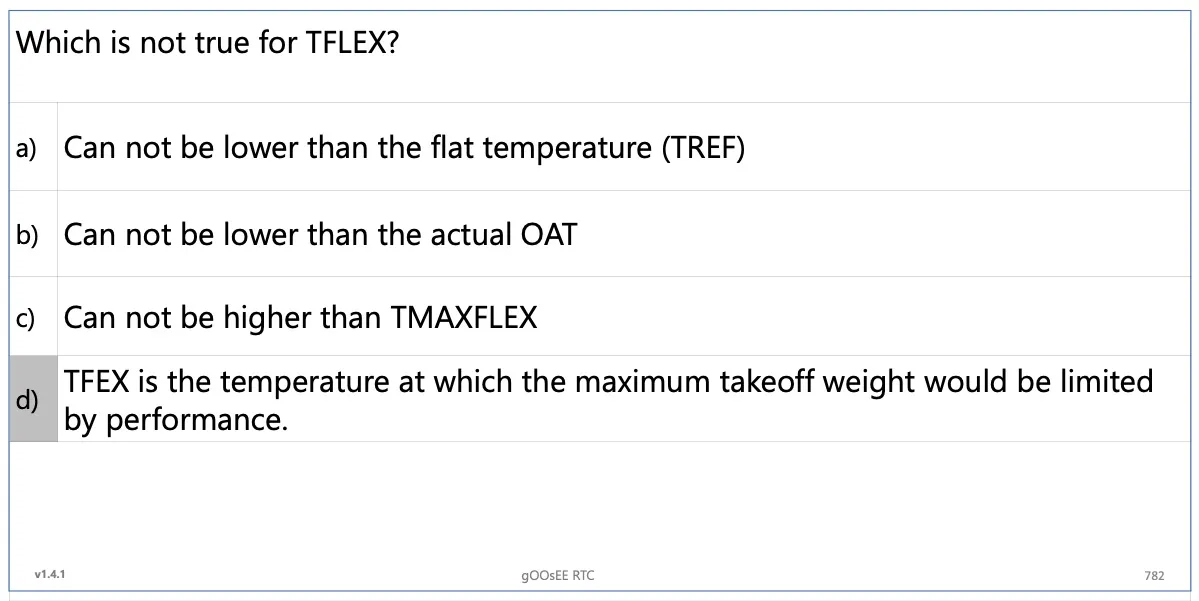 Which is not true for TFLEX?
a) Can not be lower than the flat temperature (TREF)
b) Can not be lower than the actual OAT
c) Can not be higher than TMAXFLEX
d) TFEX is the temperature at which the maximum takeoff weight would be limited
by performance.
v1.4.1 gOOsEE RTC 782